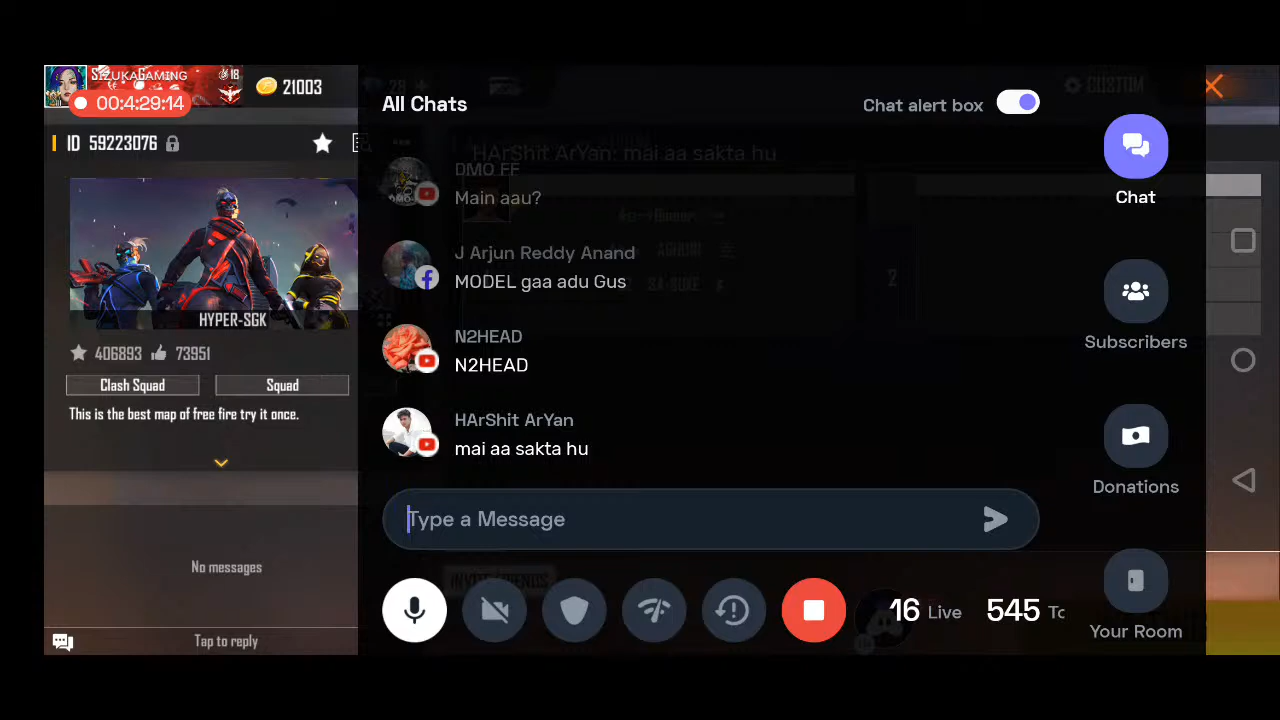 SIZUKAGAMING
18
21003
00:4:29:14
ID 59223076
HYPER-SGK
406893 73951
Clash Squad Squad
This is the best map of free fire try it once.
No messages
Tap to reply
All Chats
Chat alert box
CUSTOM
HArShit ArYan: mai aa sakta hu
DMO FF
Main aau?
J Arjun Reddy Anand
MODEL gaa adu Gus
2
N2HEAD
N2HEAD
HArShit ArYan
mai aa sakta hu
Type a Message
16 Live 545
Chat
Subscribers
Donations
Your Room